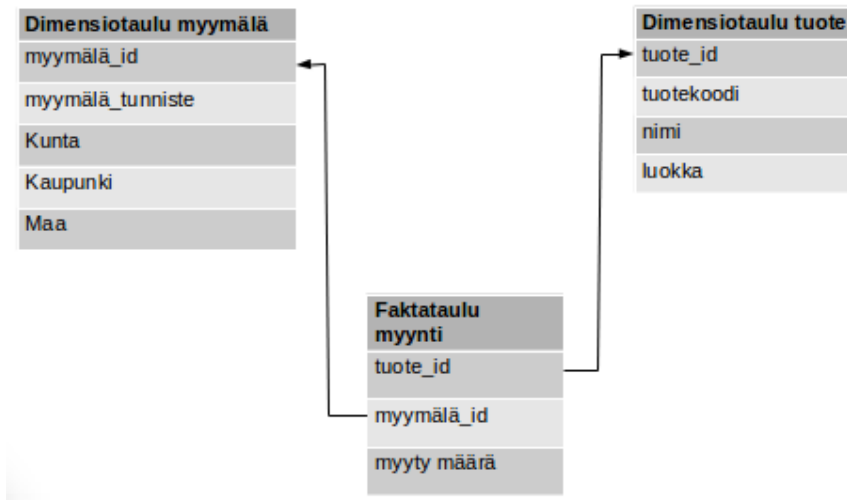 Dimensiotaulu myymälä
myymälä_id
myymälä_tunniste
Kunta
Kaupunki
Maa
Dimensiotaulu tuote
tuote_id
tuotekoodi
nimi
luokka
Faktataulu
myynti
tuote_id
myymälä_id
myyty määrä